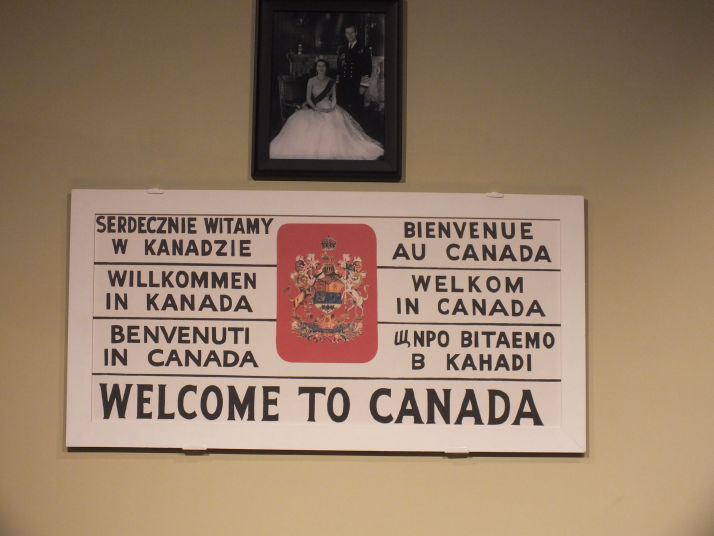 SERDECZNIE WITAMY
W KANADZIE
WILLKOMMEN
IN KANADA
BENVENUTI
IN CANADA
BIENVENUE
AU CANADA
WELKOM
IN CANADA
ЩNPO BITAEMO
В КАНАDI
WELCOME TO CANADA